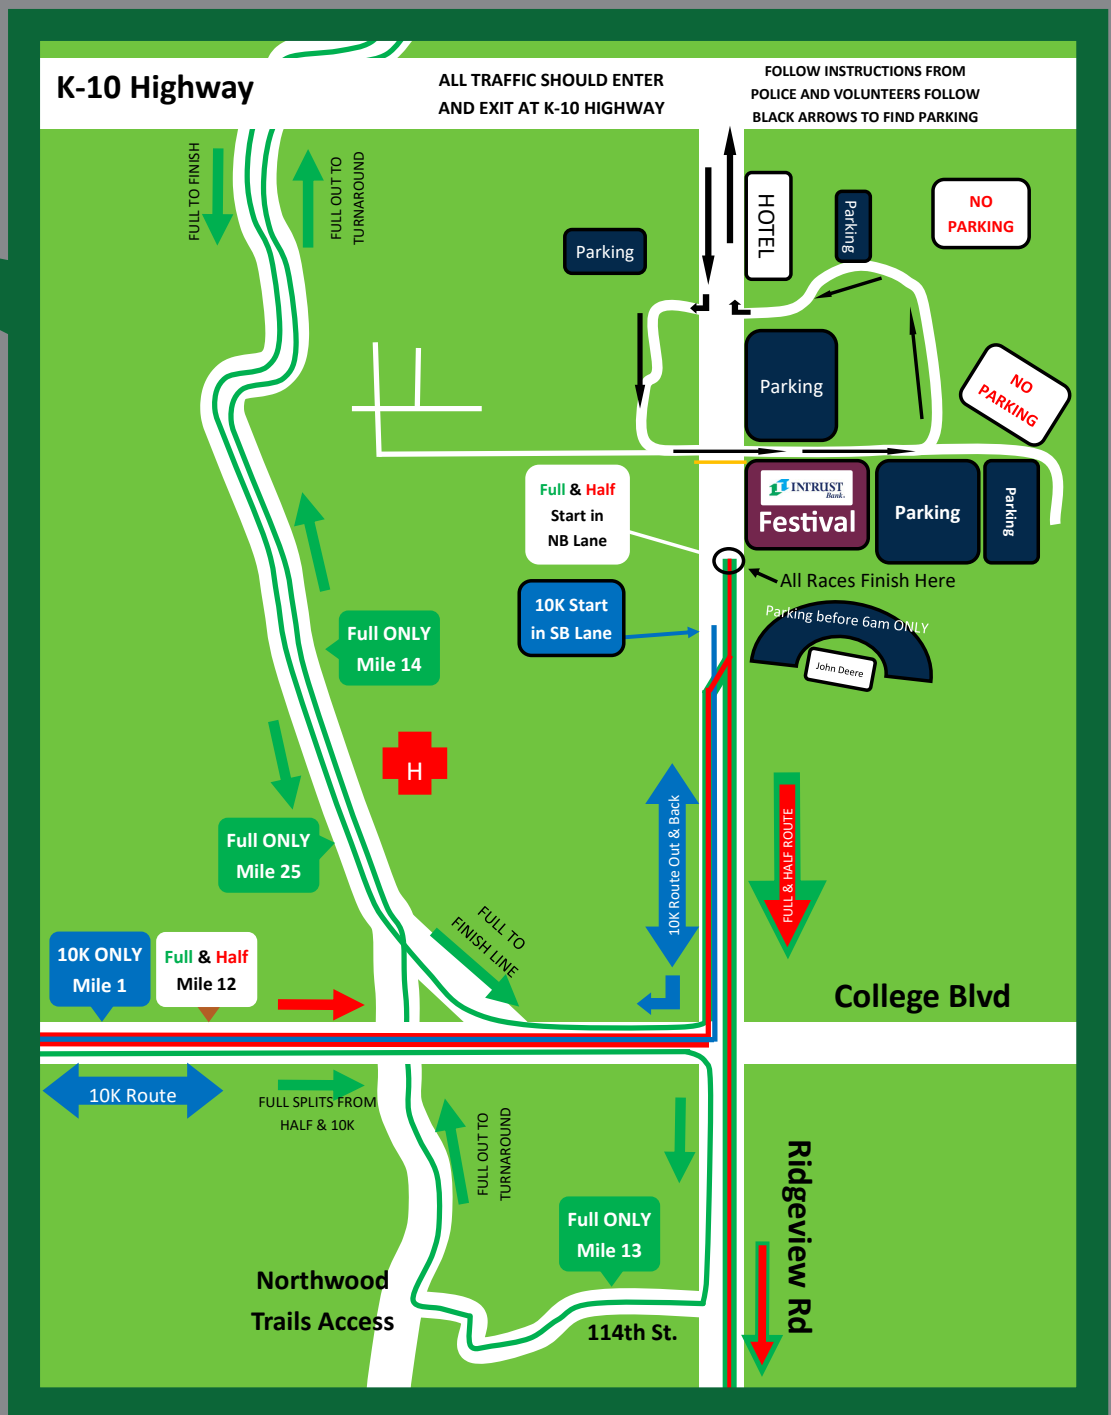 K-10 Highway
ALL TRAFFIC SHOULD ENTER
AND EXIT AT K-10 HIGHWAY
FOLLOW INSTRUCTIONS FROM
POLICE AND VOLUNTEERS FOLLOW
BLACK ARROWS TO FIND PARKING
FULL TO FINISH
FULL OUT TO
TURNAROUND
Parking
HOTEL
Parking
NO
PARKING
Parking
NO
PARKING
Full & Half
Start in
NB Lane
INTRUST
Bank.
Festival
Parking
Parking
All Races Finish Here
10K Start
in SB Lane
Parking before 6am ONLY
John Deere
Full ONLY
Mile 14
H
Full ONLY
Mile 25
10K Route Out & Back
FULL & HALF ROUTE
FULL TO
FINISH LINE
10K ONLY
Mile 1
Full & Half
Mile 12
College Blvd
10K Route
FULL SPLITS FROM
HALF & 10K
FULL OUT TO
TURNAROUND
Ridgeview Rd
Full ONLY
Mile 13
Northwood
Trails Access
114th St.